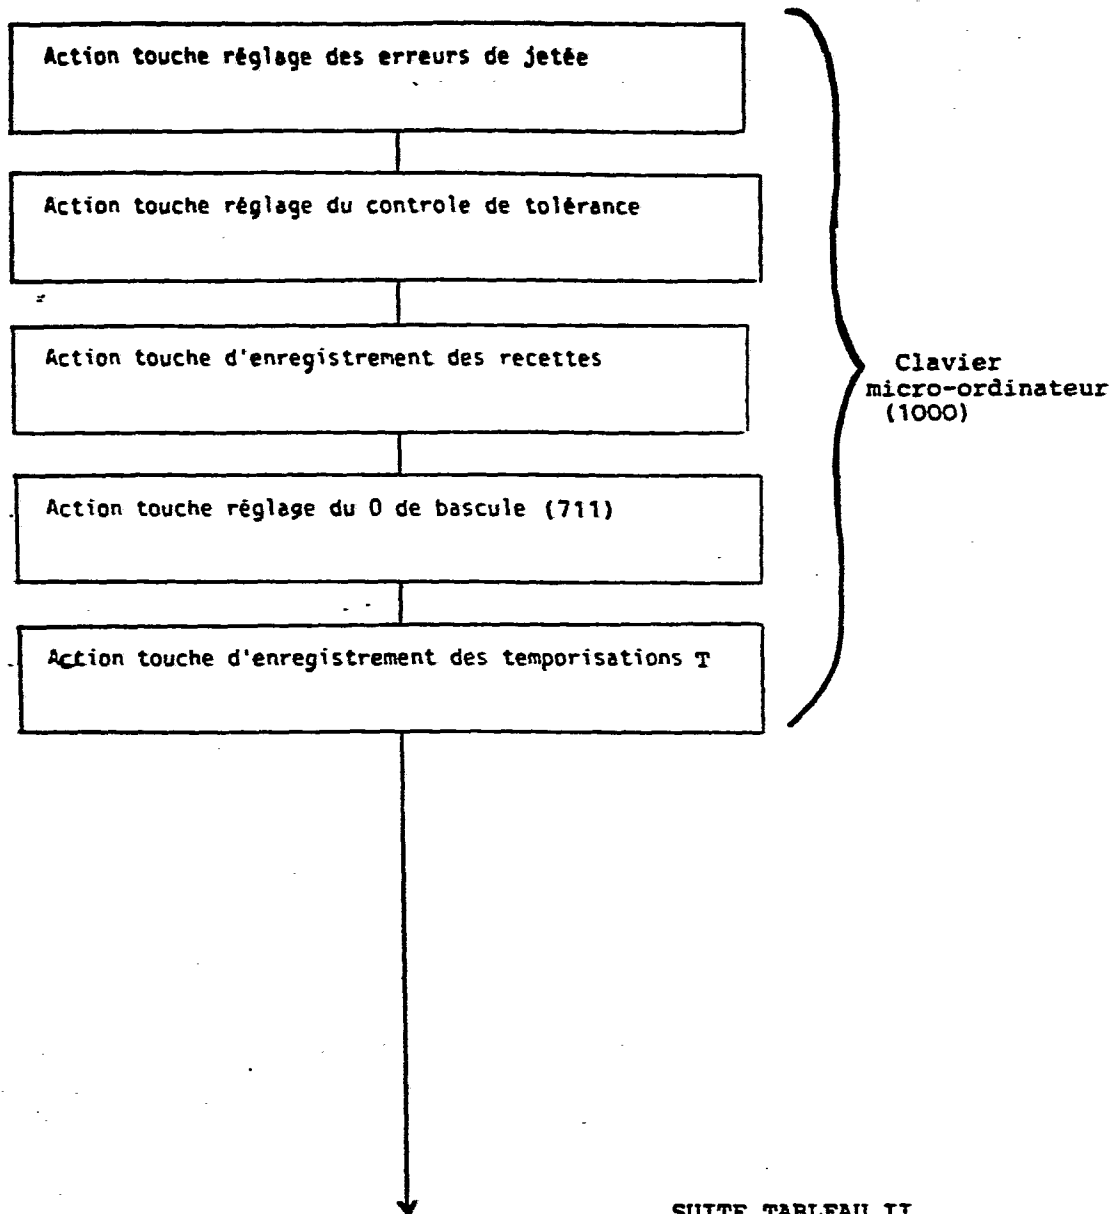 Action touche réglage des erreurs de jetée
Action touche réglage du controle de tolérance
Action touche d'enregistrement des recettes
Action touche réglage du 0 de bascule (711)
Action touche d'enregistrement des temporisations T
Clavier
micro-ordinateur
(1000)
SUITE TABLEAU II